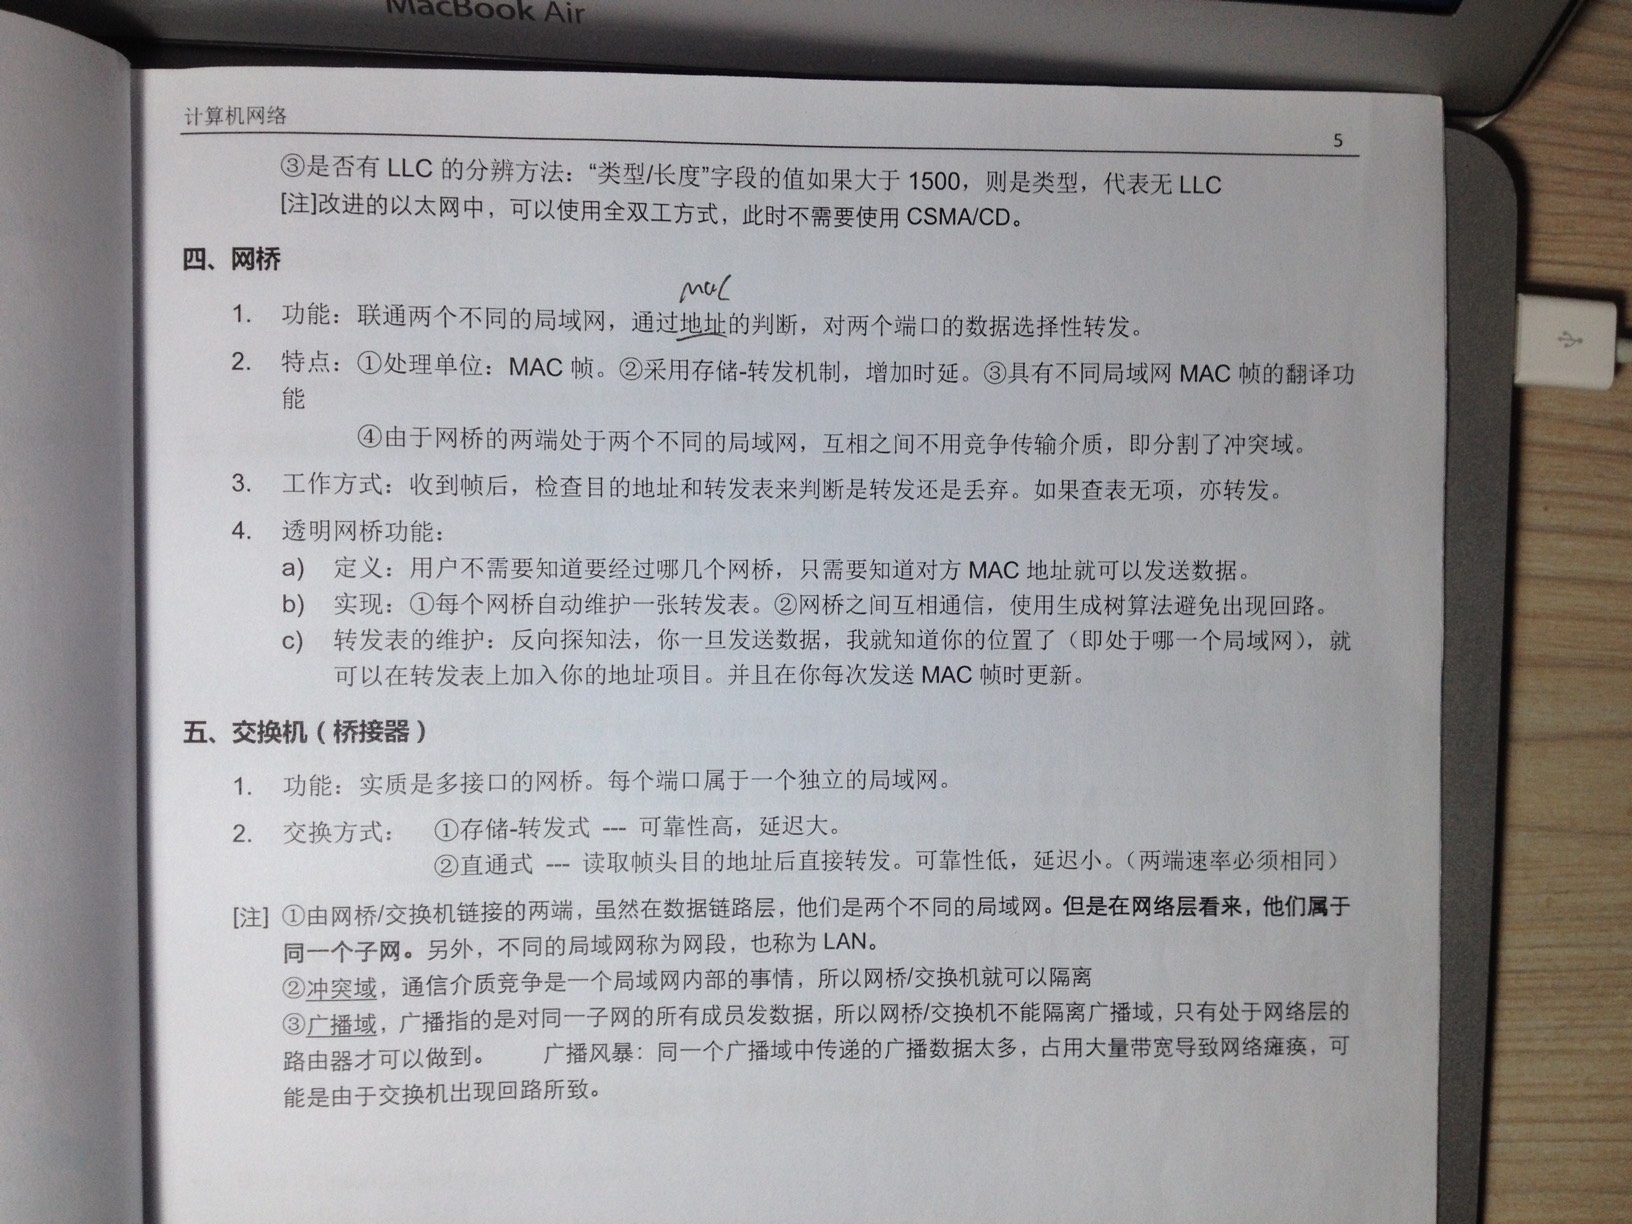 MacBook Air
计算机网络
5
③是否有 LLC 的分辨方法：“类型/长度”字段的值如果大于 1500，则是类型，代表无 LLC
[注]改进的以太网中，可以使用全双工方式，此时不需要使用 CSMA/CD。
四、网桥
MAC
1. 功能：联通两个不同的局域网，通过地址的判断，对两个端口的数据选择性转发。
2. 特点：①处理单位：MAC 帧。②采用存储-转发机制，增加时延。③具有不同局域网 MAC 帧的翻译功
能
④由于网桥的两端处于两个不同的局域网，互相之间不用竞争传输介质，即分割了冲突域。
3. 工作方式：收到帧后，检查目的地址和转发表来判断是转发还是丢弃。如果查表无项，亦转发。
4. 透明网桥功能：
a) 定义：用户不需要知道要经过哪几个网桥，只需要知道对方 MAC 地址就可以发送数据。
b) 实现：①每个网桥自动维护一张转发表。②网桥之间互相通信，使用生成树算法避免出现回路。
c) 转发表的维护：反向探知法，你一旦发送数据，我就知道你的位置了（即处于哪一个局域网），就
可以在转发表上加入你的地址项目。并且在你每次发送 MAC 帧时更新。
五、交换机（桥接器）
1. 功能：实质是多接口的网桥。每个端口属于一个独立的局域网。
2. 交换方式： ①存储-转发式 --- 可靠性高，延迟大。
②直通式 --- 读取帧头目的地址后直接转发。可靠性低，延迟小。（两端速率必须相同）
[注] ①由网桥/交换机链接的两端，虽然在数据链路层，他们是两个不同的局域网。但是在网络层看来，他们属于
同一个子网。另外，不同的局域网称为网段，也称为 LAN。
②冲突域，通信介质竞争是一个局域网内部的事情，所以网桥/交换机就可以隔离
③广播域，广播指的是对同一子网的所有成员发数据，所以网桥/交换机不能隔离广播域，只有处于网络层的
路由器才可以做到。 广播风暴：同一个广播域中传递的广播数据太多，占用大量带宽导致网络瘫痪，可
能是由于交换机出现回路所致。